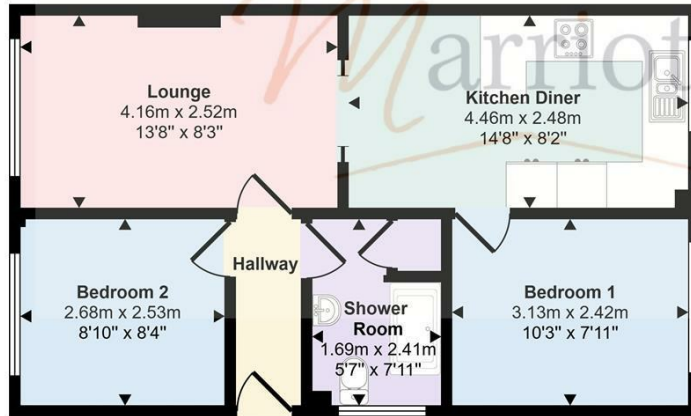 Marriot
Lounge
4.16m x 2.52m
13'8" x 8'3"
Kitchen Diner
4.46m x 2.48m
14'8" x 8'2"
Hallway
Bedroom 2
2.68m x 2.53m
8'10" x 8'4"
Shower
Room
1.69m x 2.41m
5'7" x 7'11"
Bedroom 1
3.13m x 2.42m
10'3" x 7'11"